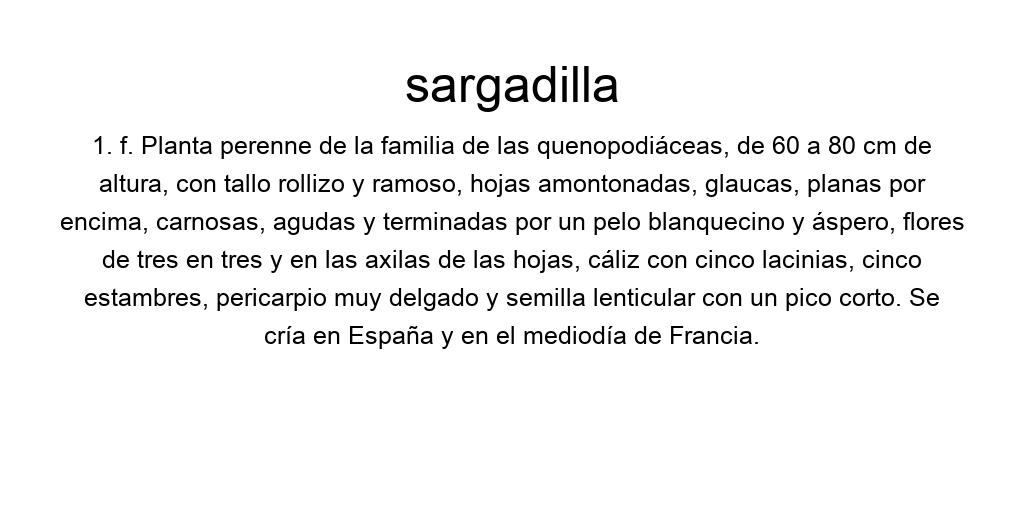 sargadilla
1. f. Planta perenne de la familia de las quenopodiáceas, de 60 a 80 cm de
altura, con tallo rollizo y ramoso, hojas amontonadas, glaucas, planas por
encima, carnosas, agudas y terminadas por un pelo blanquecino y áspero, flores
de tres en tres y en las axilas de las hojas, cáliz con cinco lacinias, cinco
estambres, pericarpio muy delgado y semilla lenticular con un pico corto. Se
cría en España y en el mediodía de Francia.